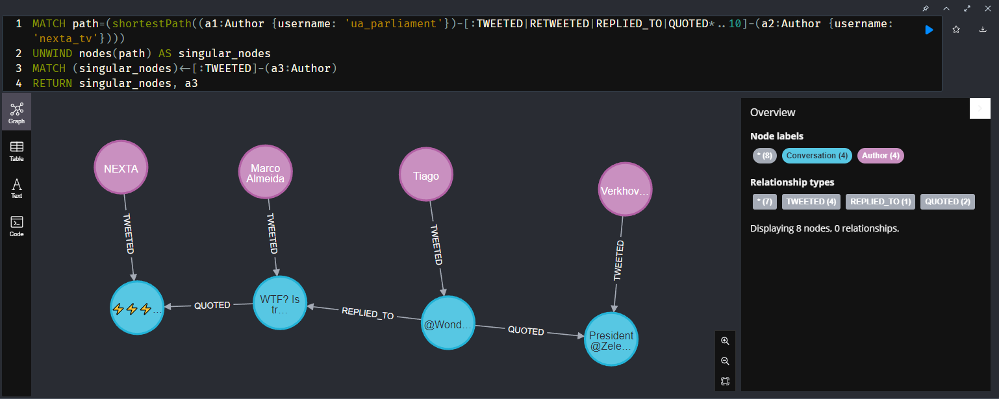 1 MATCH path=(shortestPath((a1:Author {username: 'ua_parliament'})-[:TWEETED|RETWEETED|REPLIED_TO|QUOTED*..10]-(a2:Author {username:
'nexta_tv'})))
2 UNWIND nodes(path) AS singular_nodes
3 MATCH (singular_nodes)<-[:TWEETED]-(a3:Author)
4 RETURN singular_nodes, a3
Graph
Table
Text
Code
NEXTA
Marco
Almeida
Tiago
Verkhov...
TWEETED
TWEETED
TWEETED
TWEETED
⚡⚡⚡...
QUOTED
WTF? Is
tr...
REPLIED_TO
@Wond...
QUOTED
President
@Zele...
Overview
Node labels
* (8) Conversation (4) Author (4)
Relationship types
* (7) TWEETED (4) REPLIED_TO (1) QUOTED (2)
Displaying 8 nodes, 0 relationships.